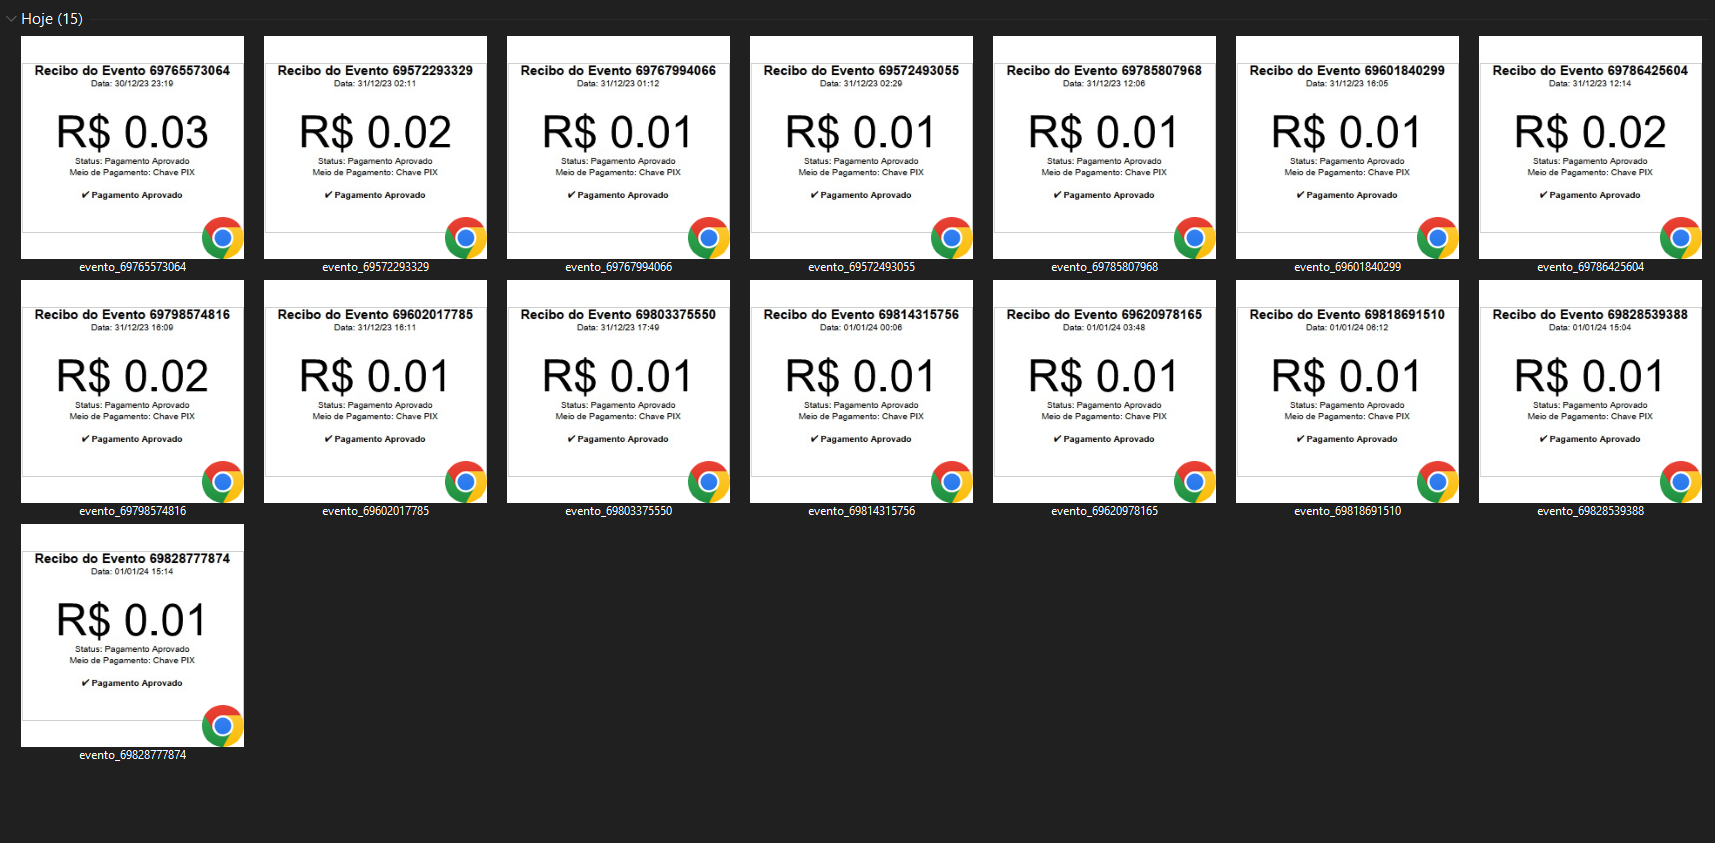 Hoje (15)
Recibo do Evento 69765573064
Data: 30/12/23 23:19
R$ 0.03
Status: Pagamento Aprovado
Meio de Pagamento: Chave PIX
✔ Pagamento Aprovado
evento_69765573064
Recibo do Evento 69572293329
Data: 31/12/23 02:11
R$ 0.02
Status: Pagamento Aprovado
Meio de Pagamento: Chave PIX
✔ Pagamento Aprovado
evento_69572293329
Recibo do Evento 69767994066
Data: 31/12/23 01:12
R$ 0.01
Status: Pagamento Aprovado
Meio de Pagamento: Chave PIX
✔ Pagamento Aprovado
evento_69767994066
Recibo do Evento 69572493055
Data: 31/12/23 02:29
R$ 0.01
Status: Pagamento Aprovado
Meio de Pagamento: Chave PIX
✔ Pagamento Aprovado
evento_69572493055
Recibo do Evento 69785807968
Data: 31/12/23 12:06
R$ 0.01
Status: Pagamento Aprovado
Meio de Pagamento: Chave PIX
✔ Pagamento Aprovado
evento_69785807968
Recibo do Evento 69601840299
Data: 31/12/23 16:05
R$ 0.01
Status: Pagamento Aprovado
Meio de Pagamento: Chave PIX
✔ Pagamento Aprovado
evento_69601840299
Recibo do Evento 69786425604
Data: 31/12/23 12:14
R$ 0.02
Status: Pagamento Aprovado
Meio de Pagamento: Chave PIX
✔ Pagamento Aprovado
evento_69786425604
Recibo do Evento 69798574816
Data: 31/12/23 16:09
R$ 0.02
Status: Pagamento Aprovado
Meio de Pagamento: Chave PIX
✔ Pagamento Aprovado
evento_69798574816
Recibo do Evento 69602017785
Data: 31/12/23 16:11
R$ 0.01
Status: Pagamento Aprovado
Meio de Pagamento: Chave PIX
✔ Pagamento Aprovado
evento_69602017785
Recibo do Evento 69803375550
Data: 31/12/23 17:49
R$ 0.01
Status: Pagamento Aprovado
Meio de Pagamento: Chave PIX
✔ Pagamento Aprovado
evento_69803375550
Recibo do Evento 69814315756
Data: 01/01/24 00:06
R$ 0.01
Status: Pagamento Aprovado
Meio de Pagamento: Chave PIX
✔ Pagamento Aprovado
evento_69814315756
Recibo do Evento 69620978165
Data: 01/01/24 03:48
R$ 0.01
Status: Pagamento Aprovado
Meio de Pagamento: Chave PIX
✔ Pagamento Aprovado
evento_69620978165
Recibo do Evento 69818691510
Data: 01/01/24 06:12
R$ 0.01
Status: Pagamento Aprovado
Meio de Pagamento: Chave PIX
✔ Pagamento Aprovado
evento_69818691510
Recibo do Evento 69828539388
Data: 01/01/24 15:04
R$ 0.01
Status: Pagamento Aprovado
Meio de Pagamento: Chave PIX
✔ Pagamento Aprovado
evento_69828539388
Recibo do Evento 69828777874
Data: 01/01/24 15:14
R$ 0.01
Status: Pagamento Aprovado
Meio de Pagamento: Chave PIX
✔ Pagamento Aprovado
evento_69828777874